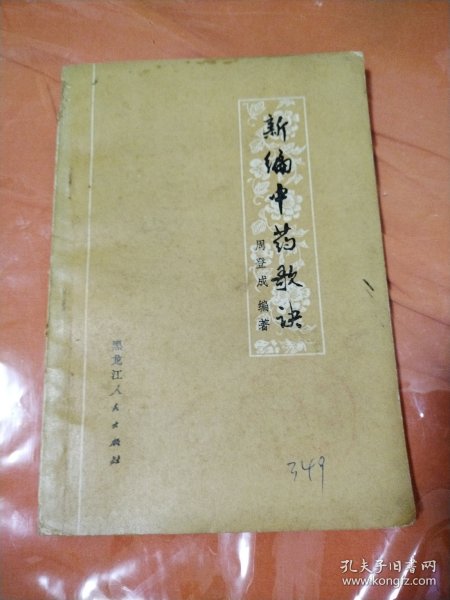 新编中药歌诀
周登成 编著
黑龙江人民出版社
349
孔夫子旧书网
www.kongfz.com